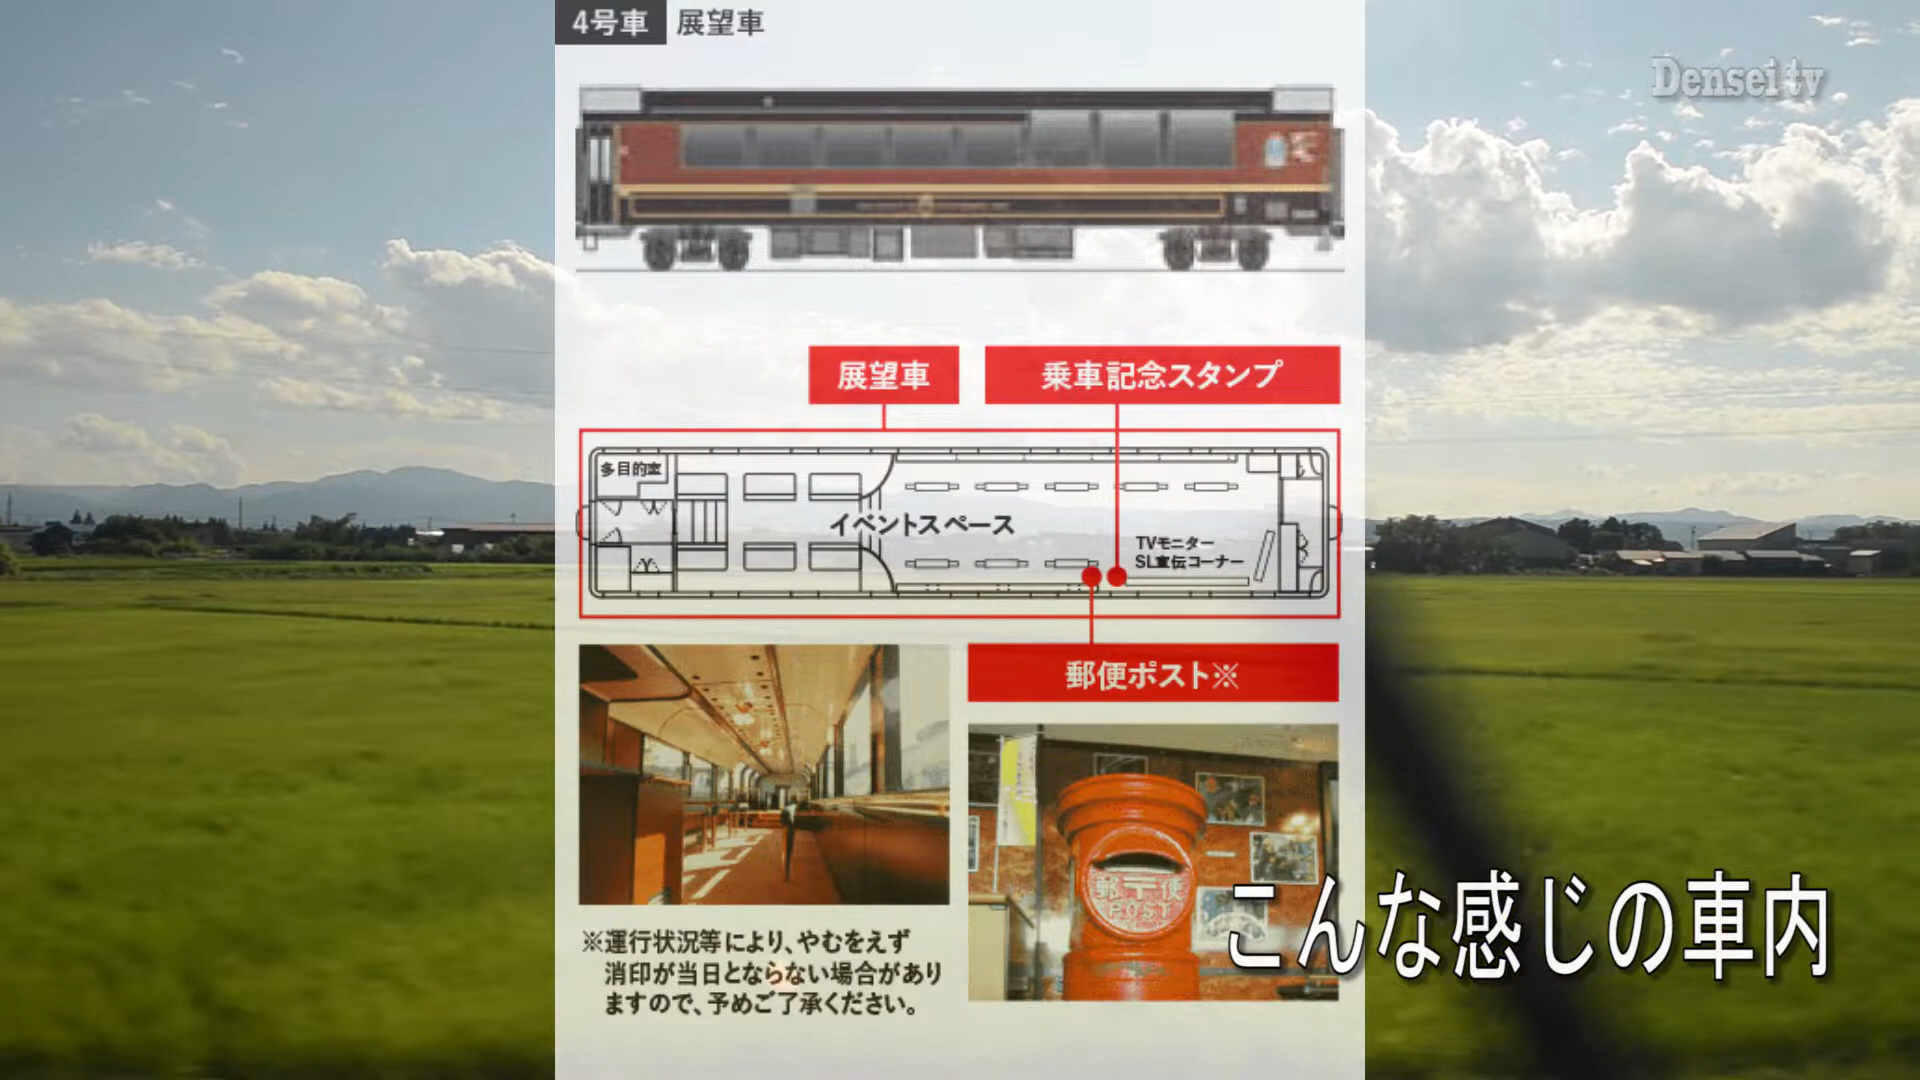 4号車 展望車
Densei tv
展望車
乗車記念スタンプ
多目的室
イベントスペース
TVモニター
SL宣伝コーナー
郵便ポスト※
郵〒便
POST
※運行状況等により、やむをえず
消印が当日とならない場合があり
ますので、予めご了承ください。
こんな感じの車内